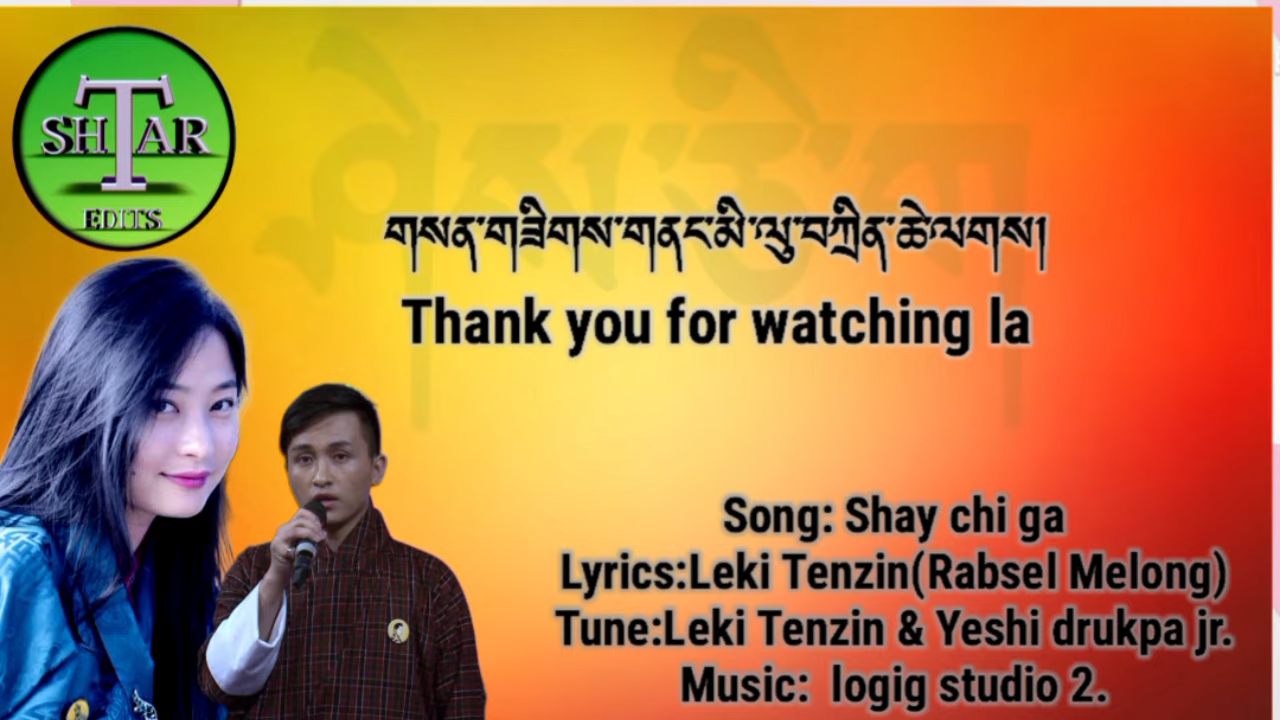 SHTAR
EDITS
ཤེས་ཅི་ག
གསན་གཟིགས་གནང་མི་ལུ་བཀྲིན་ཆེ་ལགས།
Thank you for watching la
Song: Shay chi ga
Lyrics:Leki Tenzin(Rabsel Melong)
Tune:Leki Tenzin & Yeshi drukpa jr.
Music: logig studio 2.